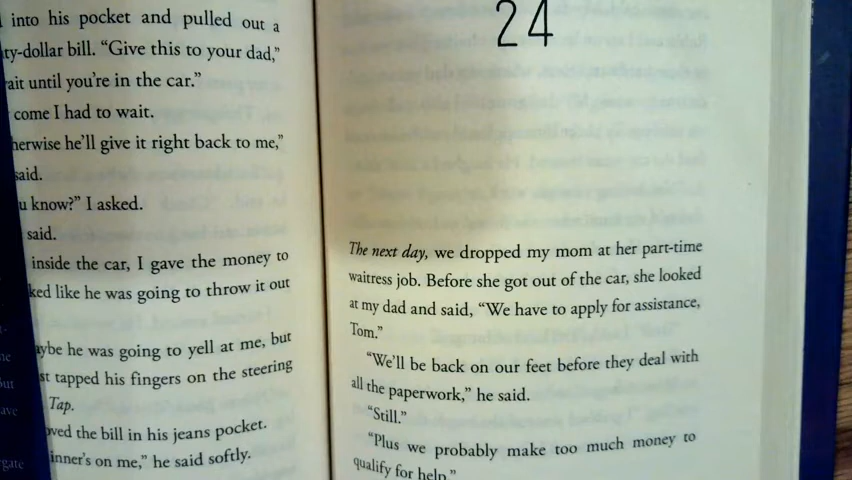 into his pocket and pulled out a
ty-dollar bill. “Give this to your dad,”
ait until you’re in the car.”
come I had to wait.
herwise he’ll give it right back to me,”
said.
u know?” I asked.
said.
inside the car, I gave the money to
ked like he was going to throw it out
aybe he was going to yell at me, but
st tapped his fingers on the steering
Tap.
oved the bill in his jeans pocket.
inner’s on me,” he said softly.
24
The next day, we dropped my mom at her part-time
waitress job. Before she got out of the car, she looked
at my dad and said, “We have to apply for assistance,
Tom.”
“We’ll be back on our feet before they deal with
all the paperwork,” he said.
“Still.”
“Plus we probably make too much money to
qualify for help.”